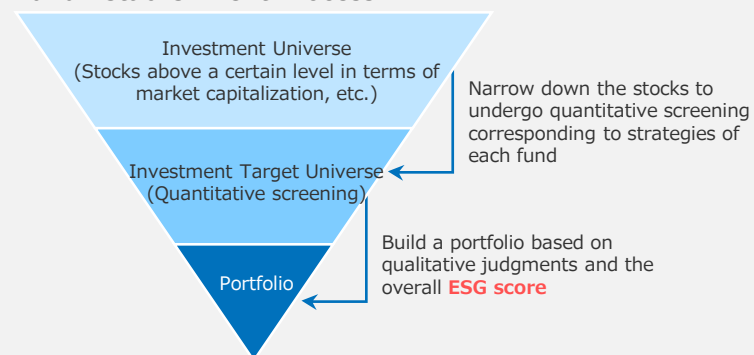 Investment Universe
(Stocks above a certain level in terms of
market capitalization, etc.)
Narrow down the stocks to
undergo quantitative screening
corresponding to strategies of
each fund
Investment Target Universe
(Quantitative screening)
Build a portfolio based on
qualitative judgments and the
overall ESG score
Portfolio